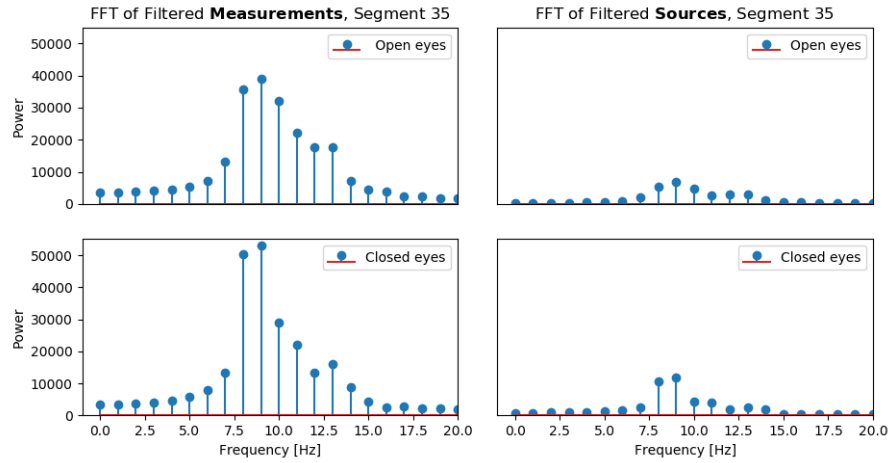 FFT of Filtered Measurements, Segment 35
FFT of Filtered Sources, Segment 35
50000
40000
30000
20000
10000
0
Power
Open eyes
Open eyes
50000
40000
30000
20000
10000
0
Power
Closed eyes
Closed eyes
0.0 2.5 5.0 7.5 10.0 12.5 15.0 17.5 20.0
Frequency [Hz]
0.0 2.5 5.0 7.5 10.0 12.5 15.0 17.5 20.0
Frequency [Hz]